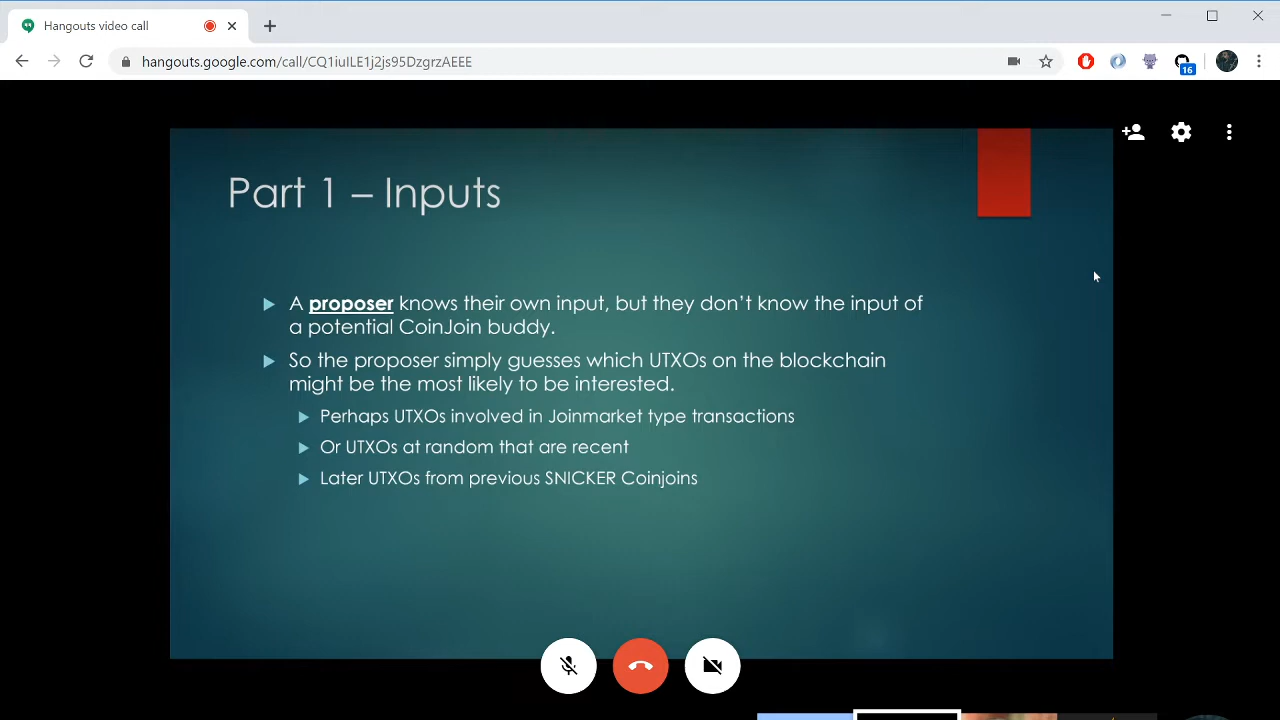 Hangouts video call
hangouts.google.com/call/CQ1iuILE1j2js95DzgrzAEEE
16
Part 1 – Inputs
A proposer knows their own input, but they don't know the input of
a potential CoinJoin buddy.
So the proposer simply guesses which UTXOs on the blockchain
might be the most likely to be interested.
Perhaps UTXOs involved in Joinmarket type transactions
Or UTXOs at random that are recent
Later UTXOs from previous SNICKER Coinjoins